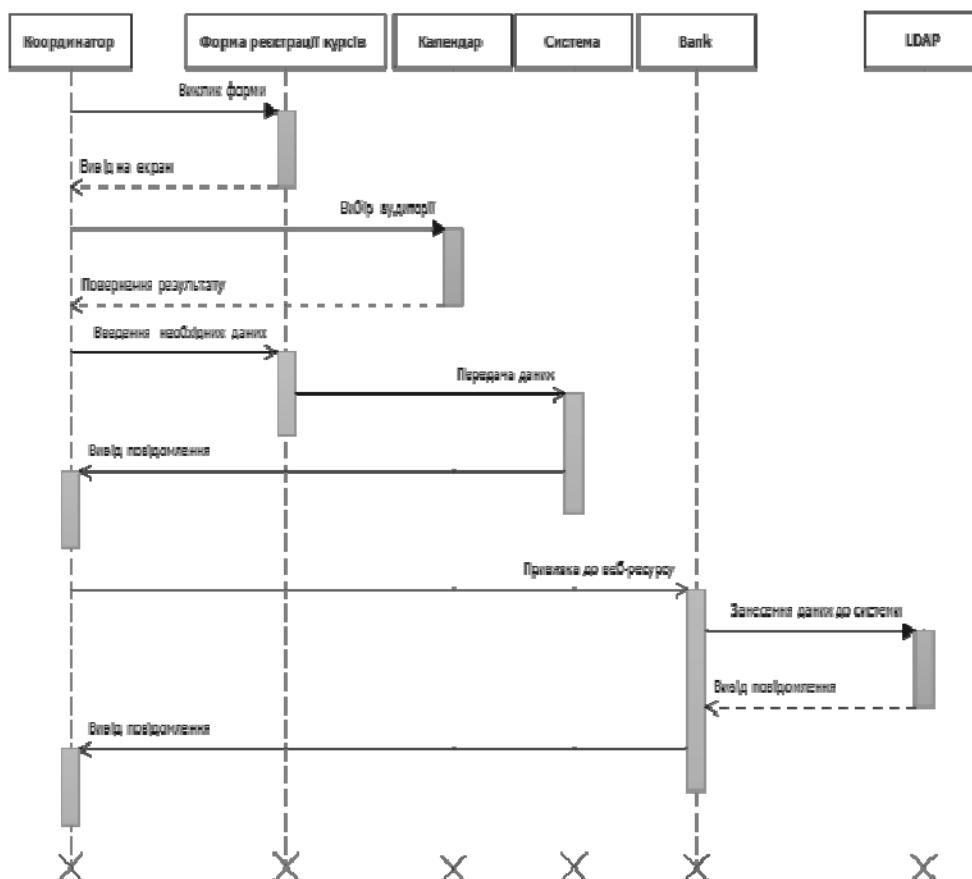 Координатор
Форма реєстрації курсів
Календар
Система
Bank
LDAP
Виклик форми
Вивід на екран
Вибір аудиторії
Повернення результату
Введення необхідних даних
Передача даних
Вивід повідомлення
Привязка до веб-ресурсу
Занесення даних до системи
Вивід повідомлення
Вивід повідомлення